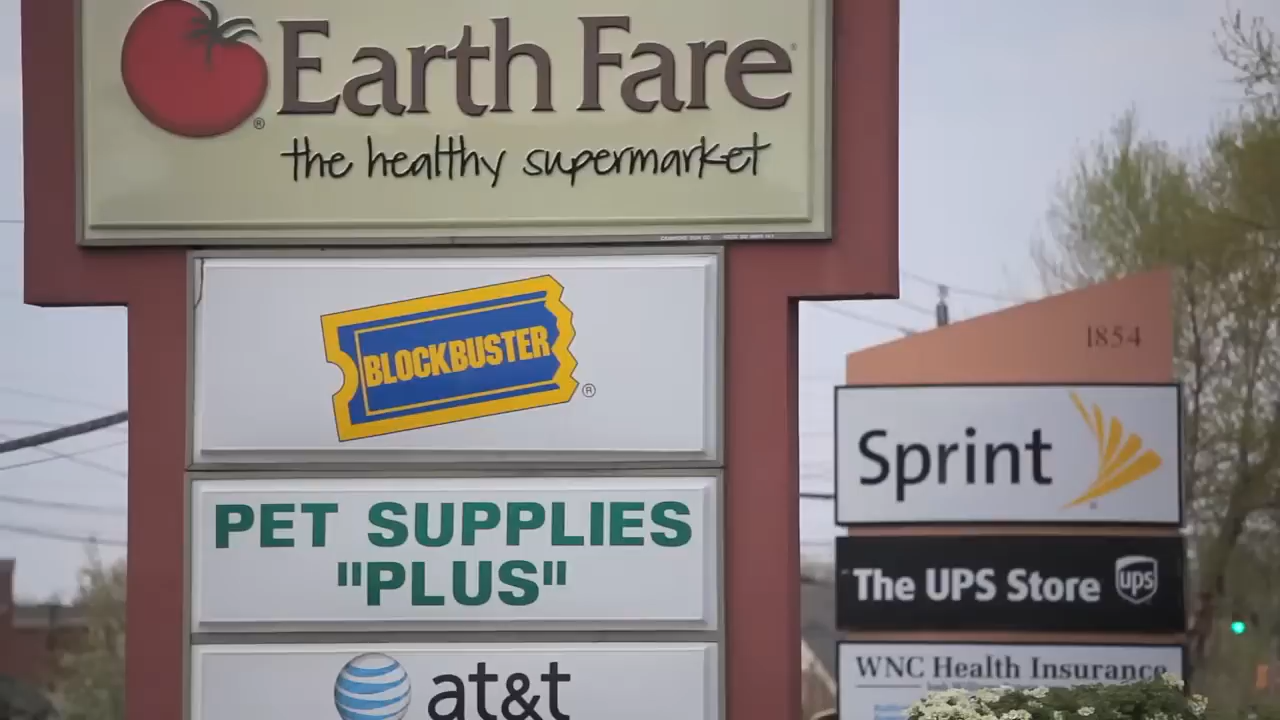 Earth Fare
®
the healthy supermarket
BLOCKBUSTER
®
PET SUPPLIES
"PLUS"
at&t
1854
Sprint
The UPS Store
ups
WNC Health Insurance